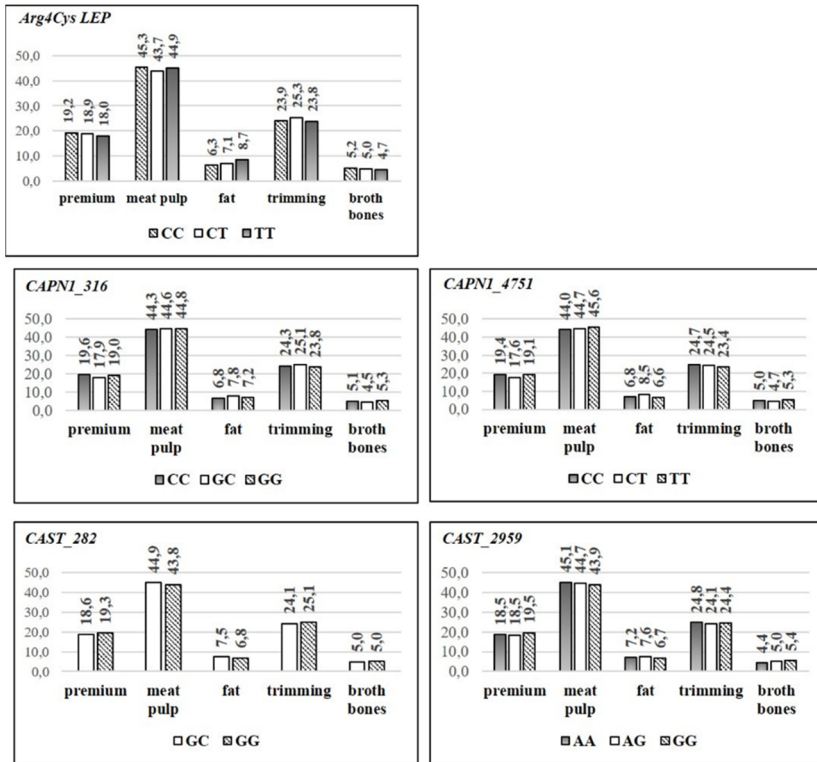 Arg4Cys LEP
50,0
40,0
30,0
20,0
10,0
0,0
19,2 18,9 18,0 45,3 43,7 44,9 6,3 7,1 8,7 23,9 25,3 23,8 5,2 5,0 4,7
premium meat pulp fat trimming broth
bones
CC CT TT
CAPN1_316
50,0
40,0
30,0
20,0
10,0
0,0
19,6 17,9 19,0 44,3 44,6 44,8 6,8 7,8 7,2 24,3 25,1 23,8 5,1 4,5 5,3
premium meat fat trimming broth
pulp bones
CC GC GG
CAPN1_4751
50,0
40,0
30,0
20,0
10,0
0,0
19,4 17,6 19,1 44,0 44,7 45,6 6,8 8,5 6,6 24,7 24,5 23,4 5,0 4,7 5,3
premium meat fat trimming broth
pulp bones
CC CT TT
CAST_282
50,0
40,0
30,0
20,0
10,0
0,0
18,6 19,3 44,9 43,8 7,5 6,8 24,1 25,1 5,0 5,0
premium meat fat trimming broth
pulp bones
GC GG
CAST_2959
50,0
40,0
30,0
20,0
10,0
0,0
18,5 18,5 19,5 45,1 44,7 43,9 7,2 7,6 6,7 24,8 24,1 24,4 4,4 5,0 5,4
premium meat fat trimming broth
pulp bones
AA AG GG